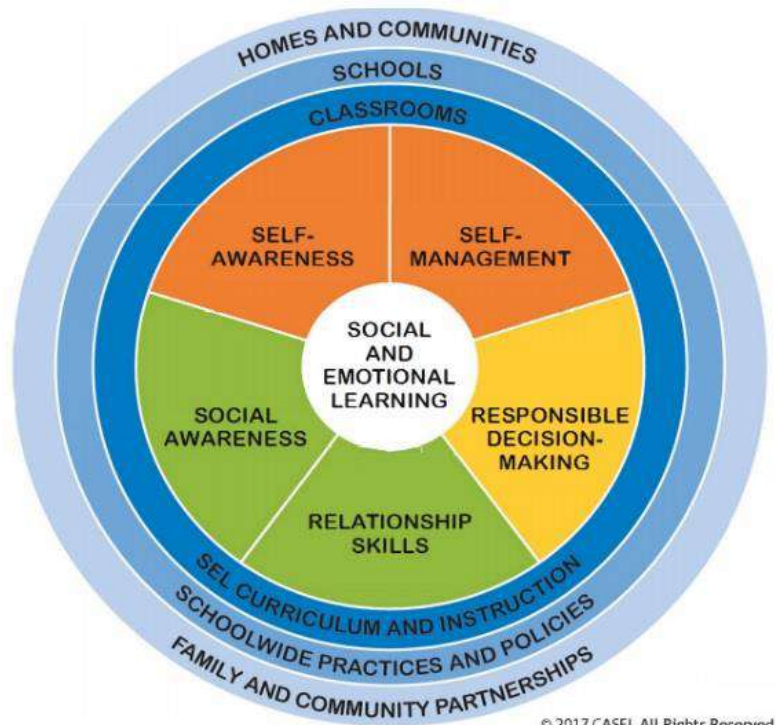 HOMES AND COMMUNITIES
SCHOOLS
CLASSROOMS
SELF-
AWARENESS
SELF-
MANAGEMENT
SOCIAL
AND
EMOTIONAL
LEARNING
SOCIAL
AWARENESS
RESPONSIBLE
DECISION-
MAKING
RELATIONSHIP
SKILLS
SEL CURRICULUM AND INSTRUCTION
SCHOOLWIDE PRACTICES AND POLICIES
FAMILY AND COMMUNITY PARTNERSHIPS
© 2017 CASEL All Rights Reserved